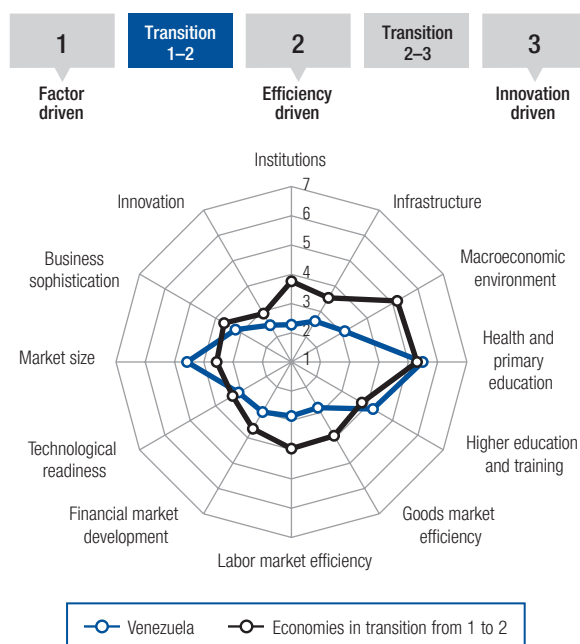 1
Transition
1–2
2
Transition
2–3
3
Factor
driven
Efficiency
driven
Innovation
driven
Institutions
Innovation
Infrastructure
Business
sophistication
Macroeconomic
environment
Market size
Health and
primary
education
Technological
readiness
Higher education
and training
Financial market
development
Goods market
efficiency
Labor market efficiency
7
6
5
4
3
2
1
Venezuela
Economies in transition from 1 to 2